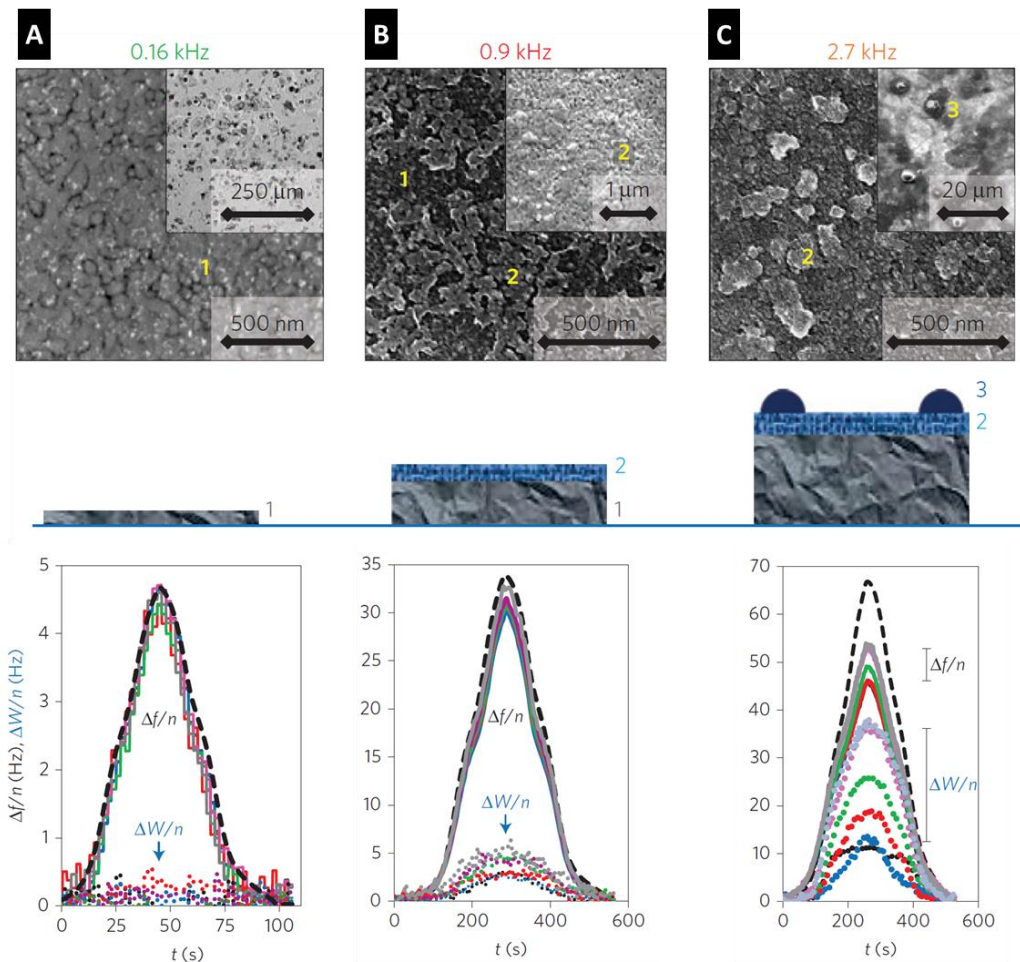 A
0.16 kHz
1
250 µm
500 nm
B
0.9 kHz
1
2
2
1 µm
500 nm
C
2.7 kHz
3
2
20 µm
500 nm
1
2
1
3
2
Δf/n (Hz), ΔW/n (Hz)
5
4
3
2
1
0
Δf/n
ΔW/n
0 25 50 75 100
t (s)
35
30
25
20
15
10
5
0
Δf/n
ΔW/n
0 200 400 600
t (s)
70
60
50
40
30
20
10
0
Δf/n
ΔW/n
0 200 400 600
t (s)